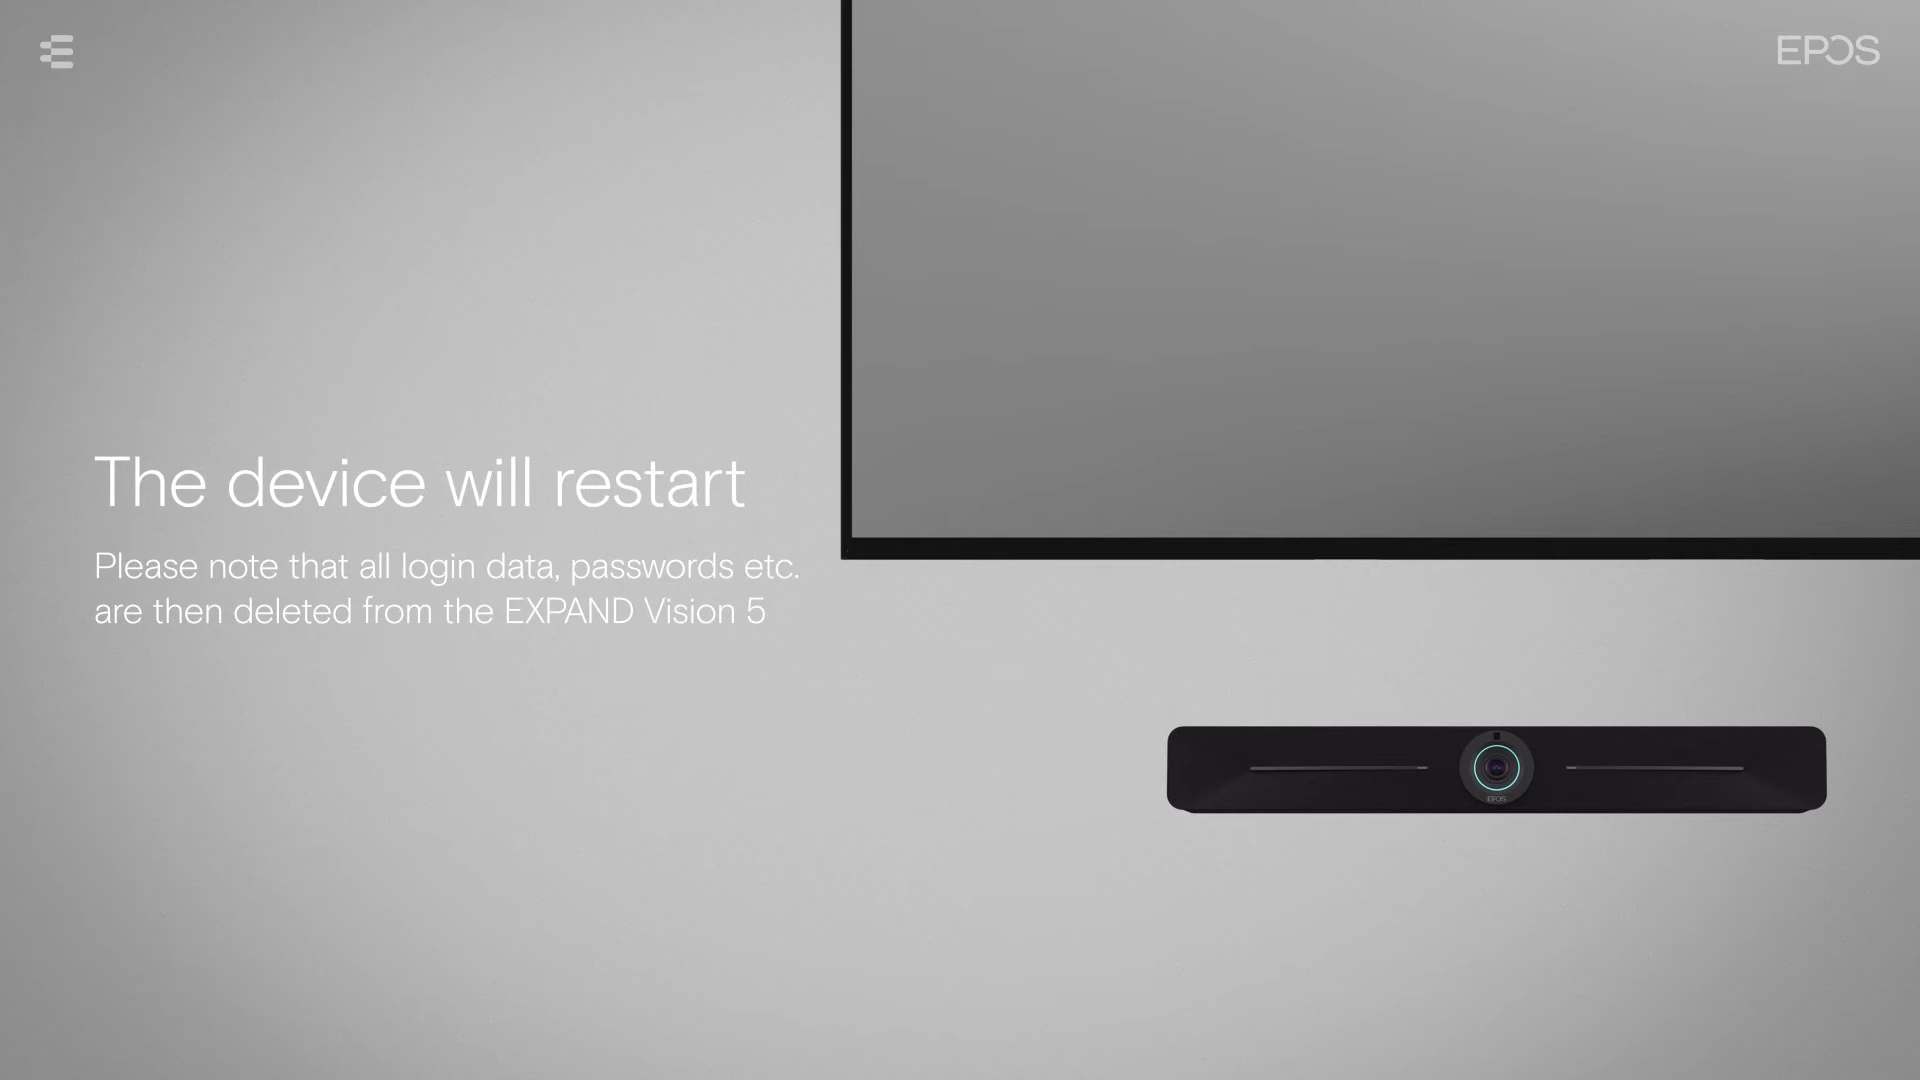 EPOS
The device will restart
Please note that all login data, passwords etc.
are then deleted from the EXPAND Vision 5
EPOS